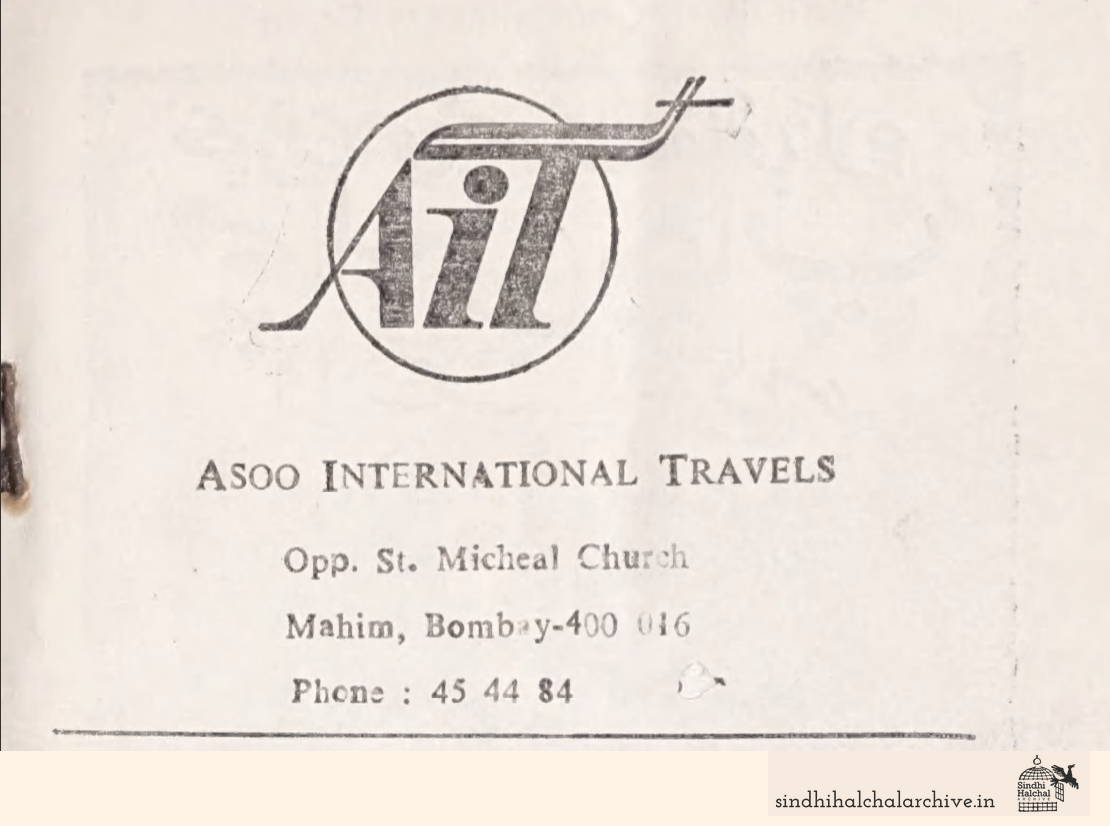 AiT
ASOO INTERNATIONAL TRAVELS
Opp. St. Micheal Church
Mahim, Bombay-400 016
Phone : 45 44 84
sindhihalchalarchive.in
Sindhi
Halchal
ARCHIVE